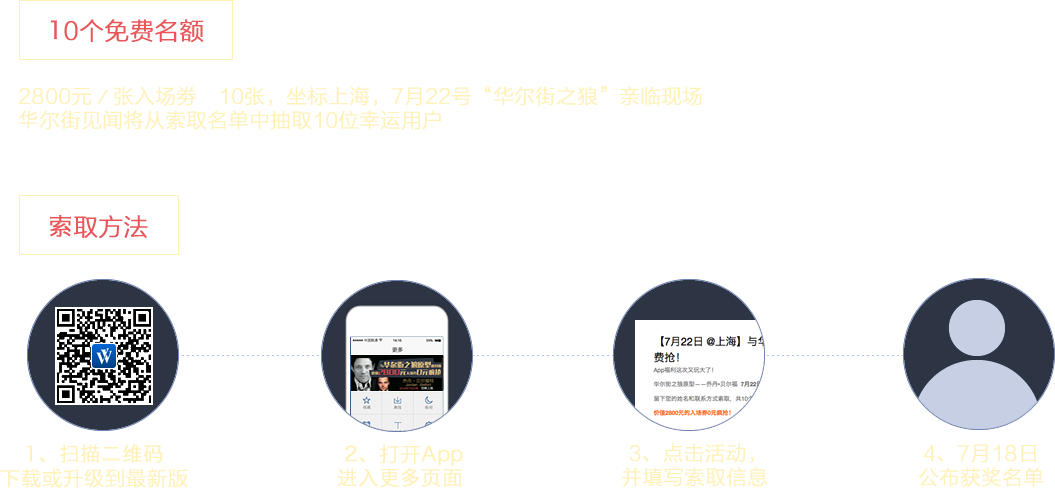 10个免费名额
2800元 / 张入场券 10张，坐标上海，7月22号“华尔街之狼”亲临现场
华尔街见闻将从索取名单中抽取10位幸运用户
索取方法
更多
华尔街之狼原型
【7月22日 @上海】与华
费抢！
App福利这次又玩大了！
华尔街之狼原型——乔丹•贝尔福 7月22
留下您的姓名和联系方式索取，共10
价值2800元的入场券0元疯抢！
1、扫描二维码
下载或升级到最新版
2、打开App
进入更多页面
3、点击活动，
并填写索取信息
4、7月18日
公布获奖名单